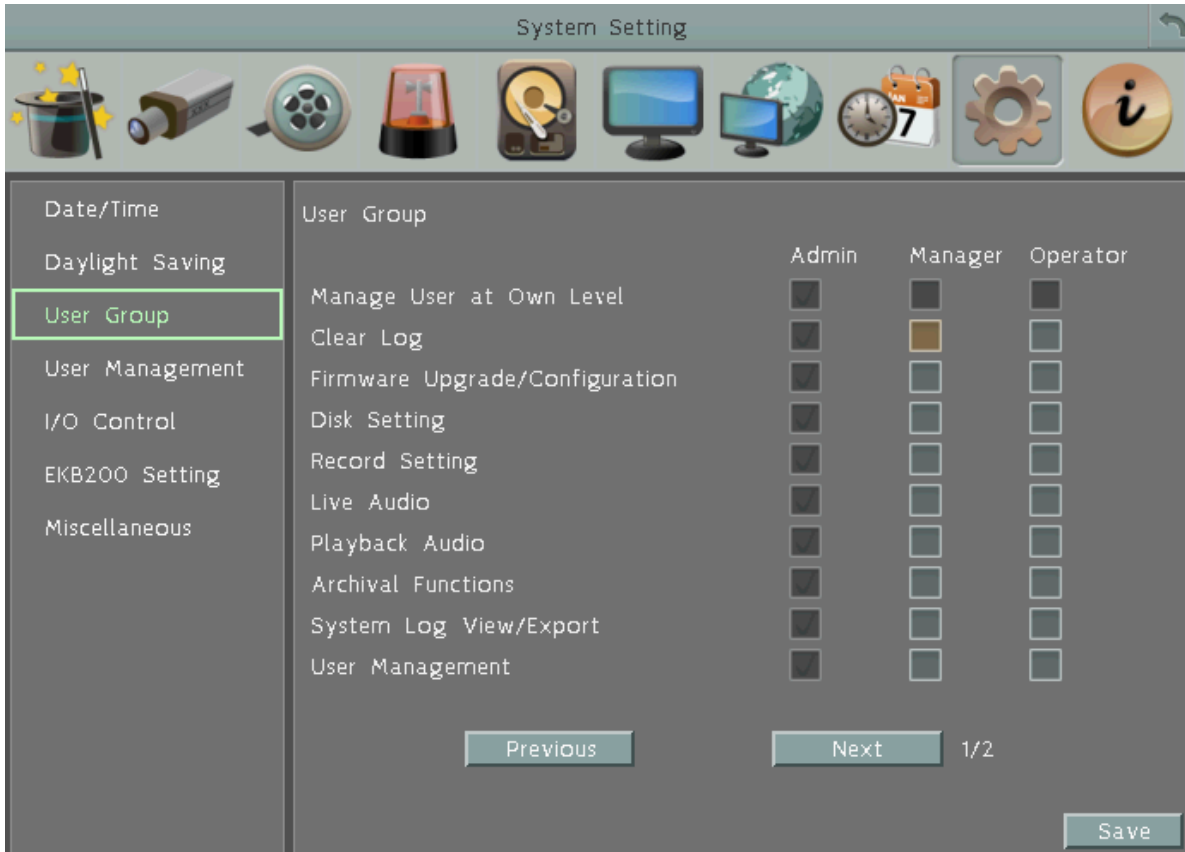 System Setting
JAN
7
i
Date/Time
Daylight Saving
User Group
User Management
I/O Control
EKB200 Setting
Miscellaneous
User Group
Admin Manager Operator
Manage User at Own Level
Clear Log
Firmware Upgrade/Configuration
Disk Setting
Record Setting
Live Audio
Playback Audio
Archival Functions
System Log View/Export
User Management
Previous Next 1/2
Save